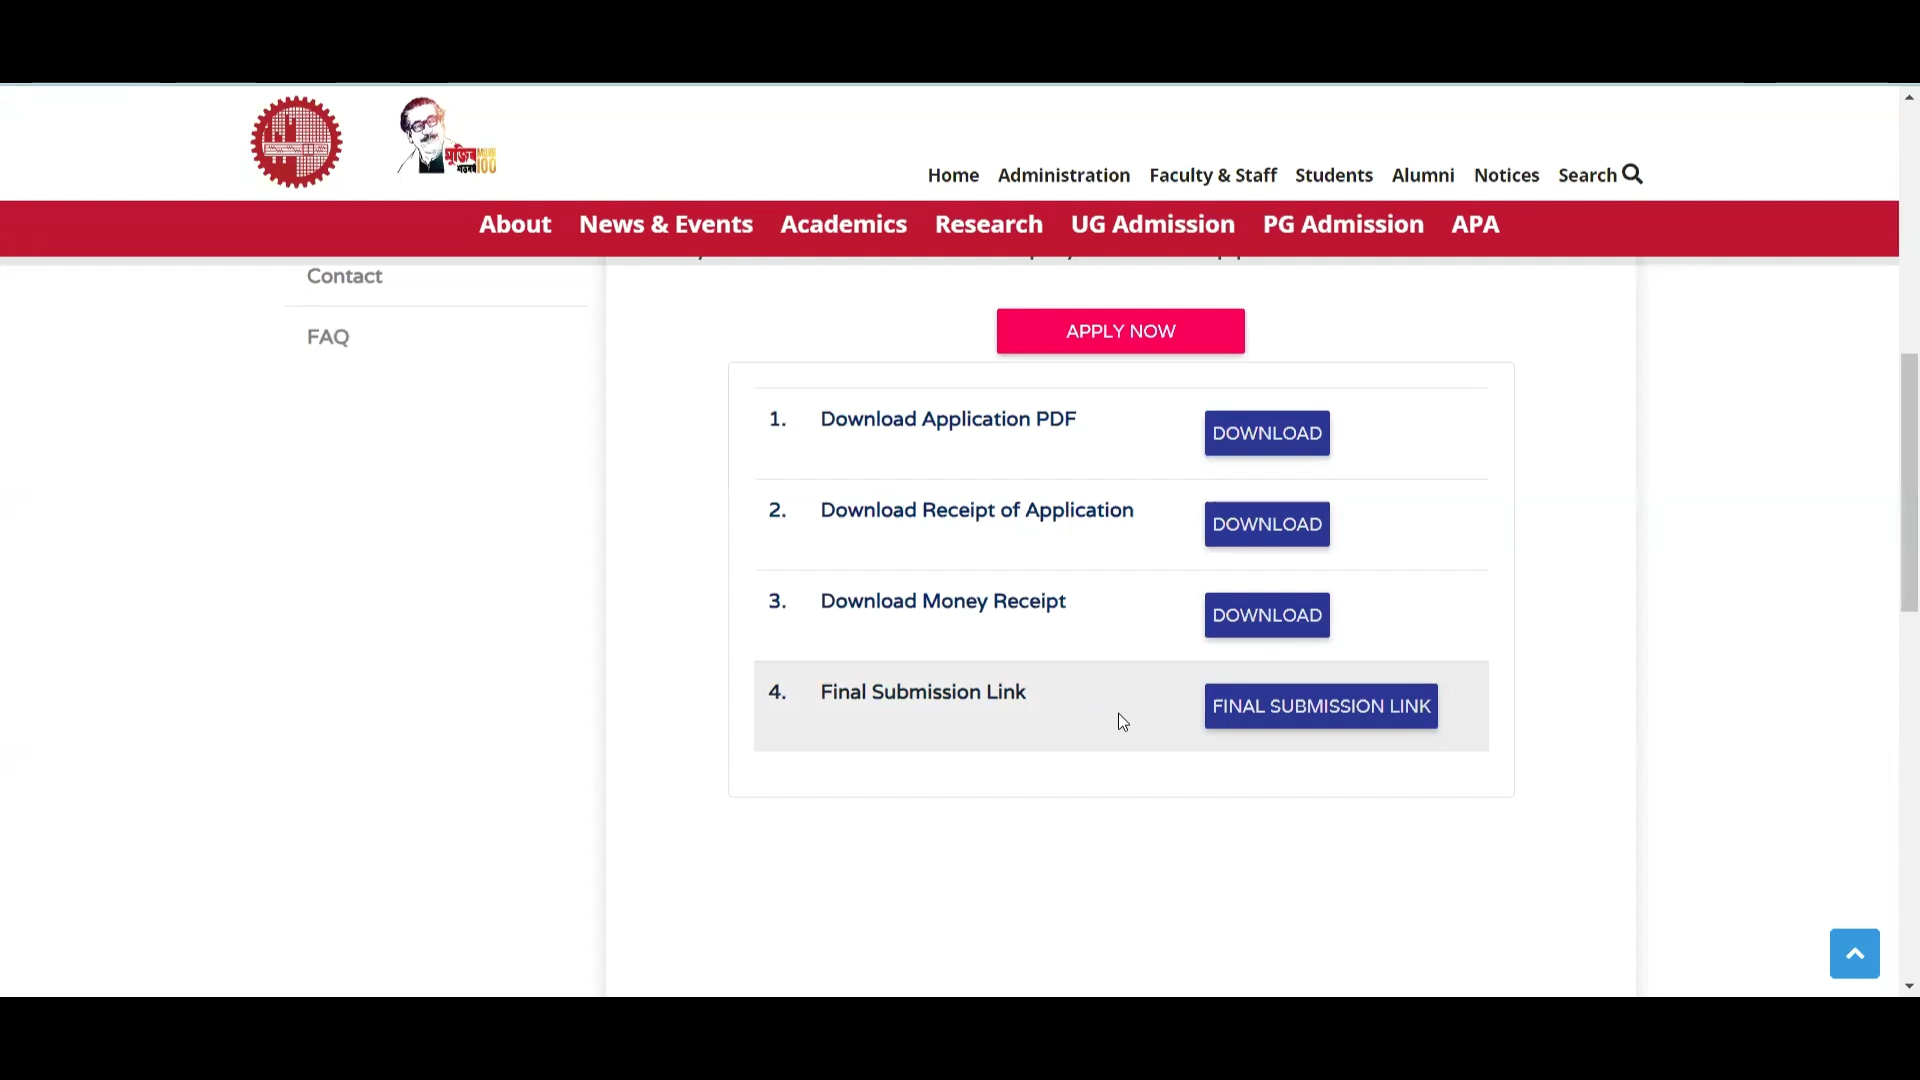 মুজিব
শতবর্ষ 100
Home Administration Faculty & Staff Students Alumni Notices Search
About News & Events Academics Research UG Admission PG Admission APA
Contact
FAQ
APPLY NOW
1. Download Application PDF DOWNLOAD
2. Download Receipt of Application DOWNLOAD
3. Download Money Receipt DOWNLOAD
4. Final Submission Link FINAL SUBMISSION LINK